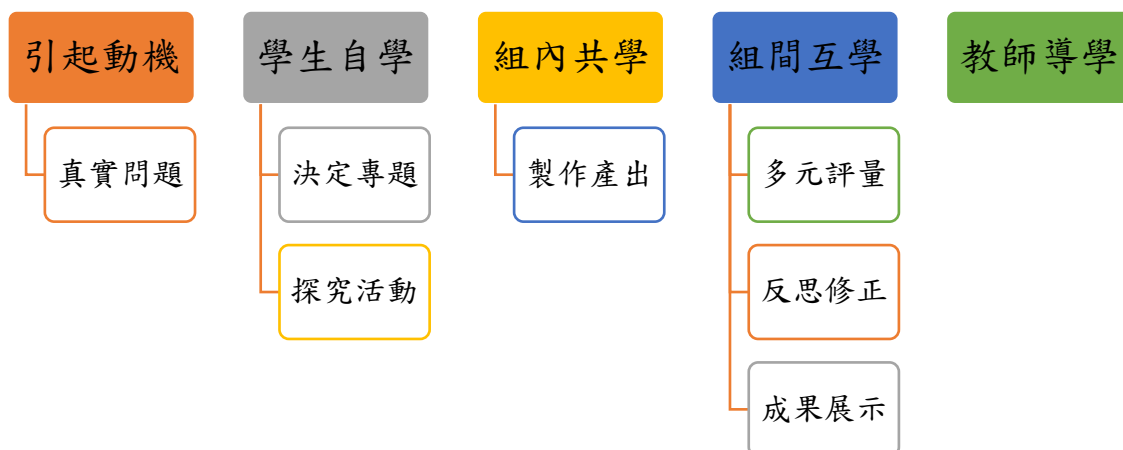 引起動機
真實問題
學生自學
決定專題
探究活動
組內共學
製作產出
組間互學
多元評量
反思修正
成果展示
教師導學